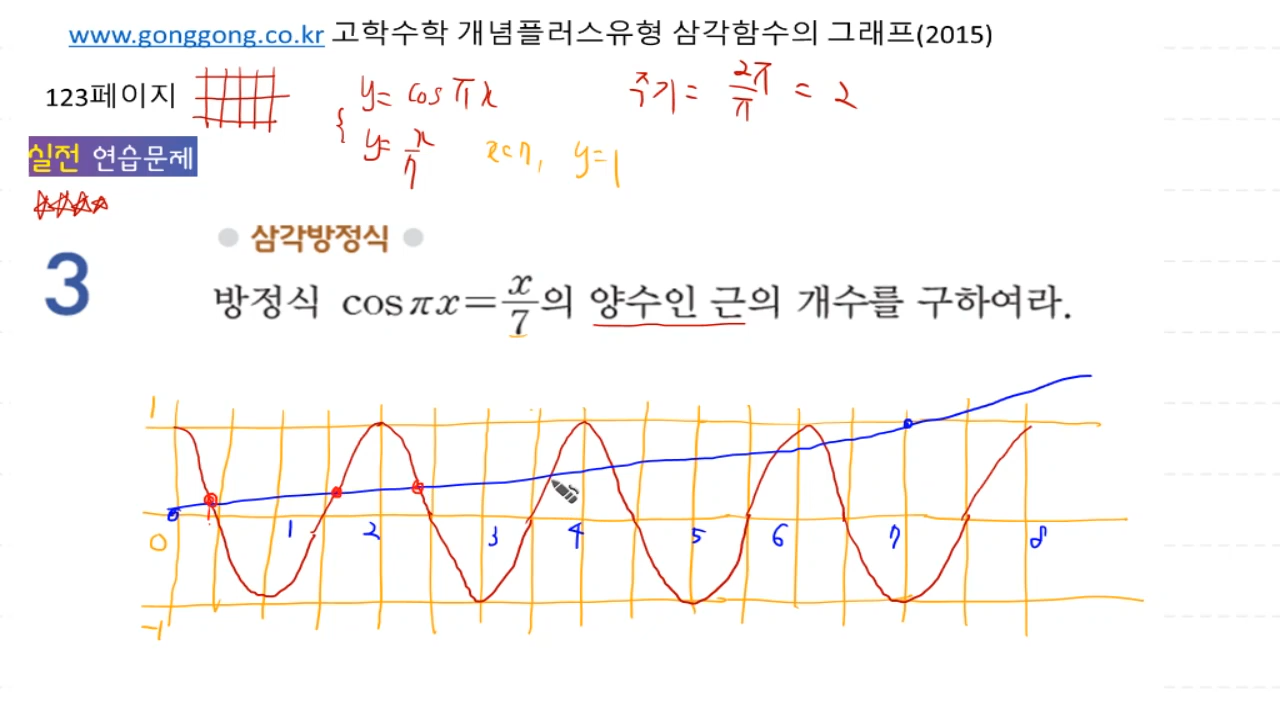 www.gonggong.co.kr 고학수학 개념플러스유형 삼각함수의 그래프(2015)
123페이지
y= cos πx 주기= 2π/π = 2
y= x/7 x=7, y=1
실전 연습문제
삼각방정식
3
방정식 cosπx=x/7의 양수인 근의 개수를 구하여라.
1
0 1 2 3 4 5 6 7 8
-1